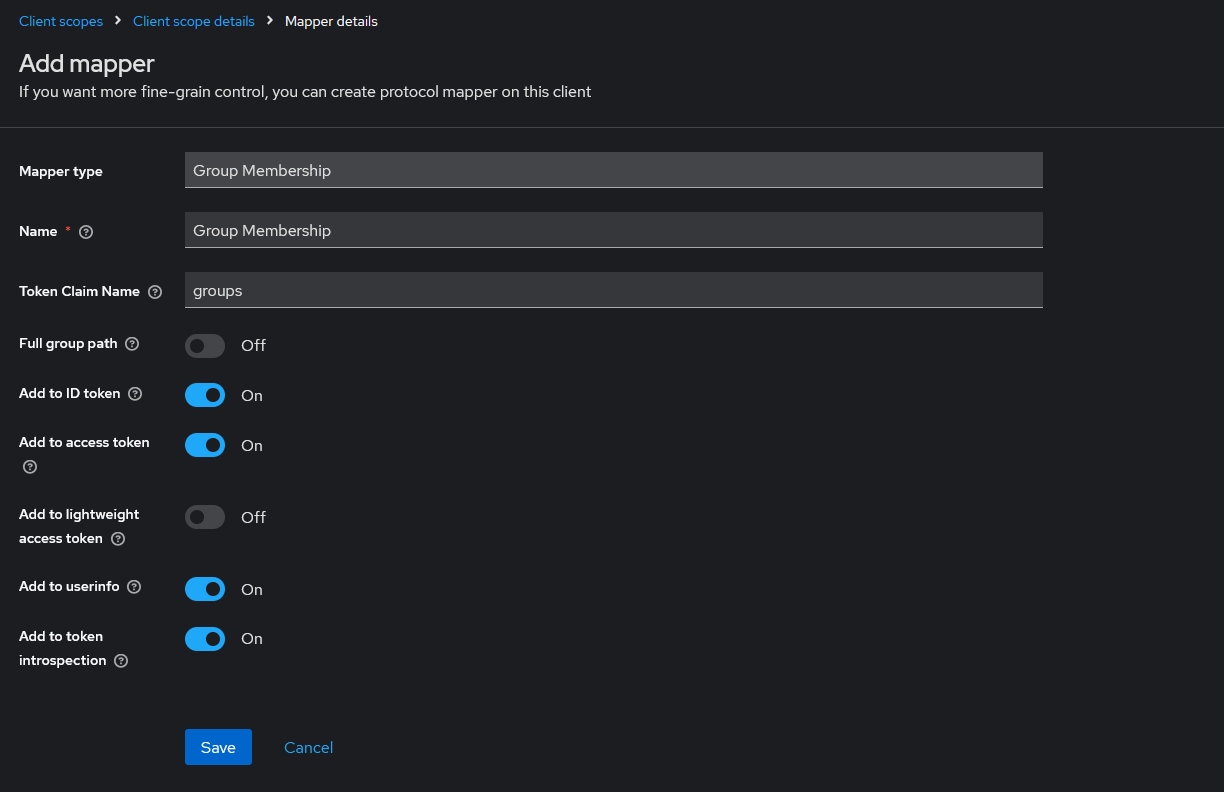 Client scopes > Client scope details > Mapper details
Add mapper
If you want more fine-grain control, you can create protocol mapper on this client
Mapper type
Group Membership
Name *
Group Membership
Token Claim Name
groups
Full group path
Off
Add to ID token
On
Add to access token
On
Add to lightweight
access token
Off
Add to userinfo
On
Add to token
introspection
On
Save Cancel